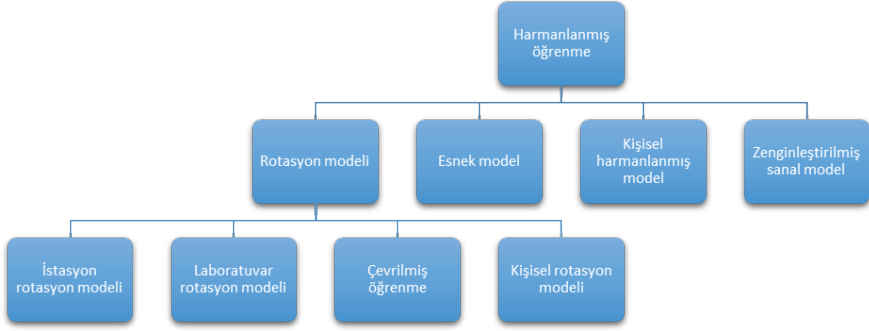 Harmanlanmış
öğrenme
Rotasyon modeli
Esnek model
Kişisel
harmanlanmış
model
Zenginleştirilmiş
sanal model
İstasyon
rotasyon modeli
Laboratuvar
rotasyon modeli
Çevrilmiş
öğrenme
Kişisel rotasyon
modeli